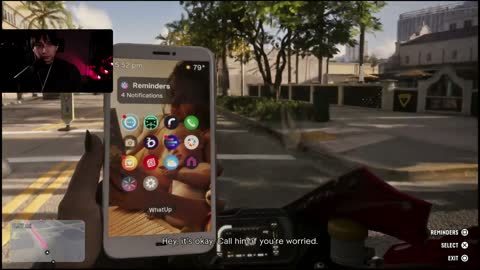 5:52 pm
79°
Reminders
4 Notifications
WhatUp
Hey, it's okay. Call him if you're worried.
REMINDERS
SELECT
EXIT